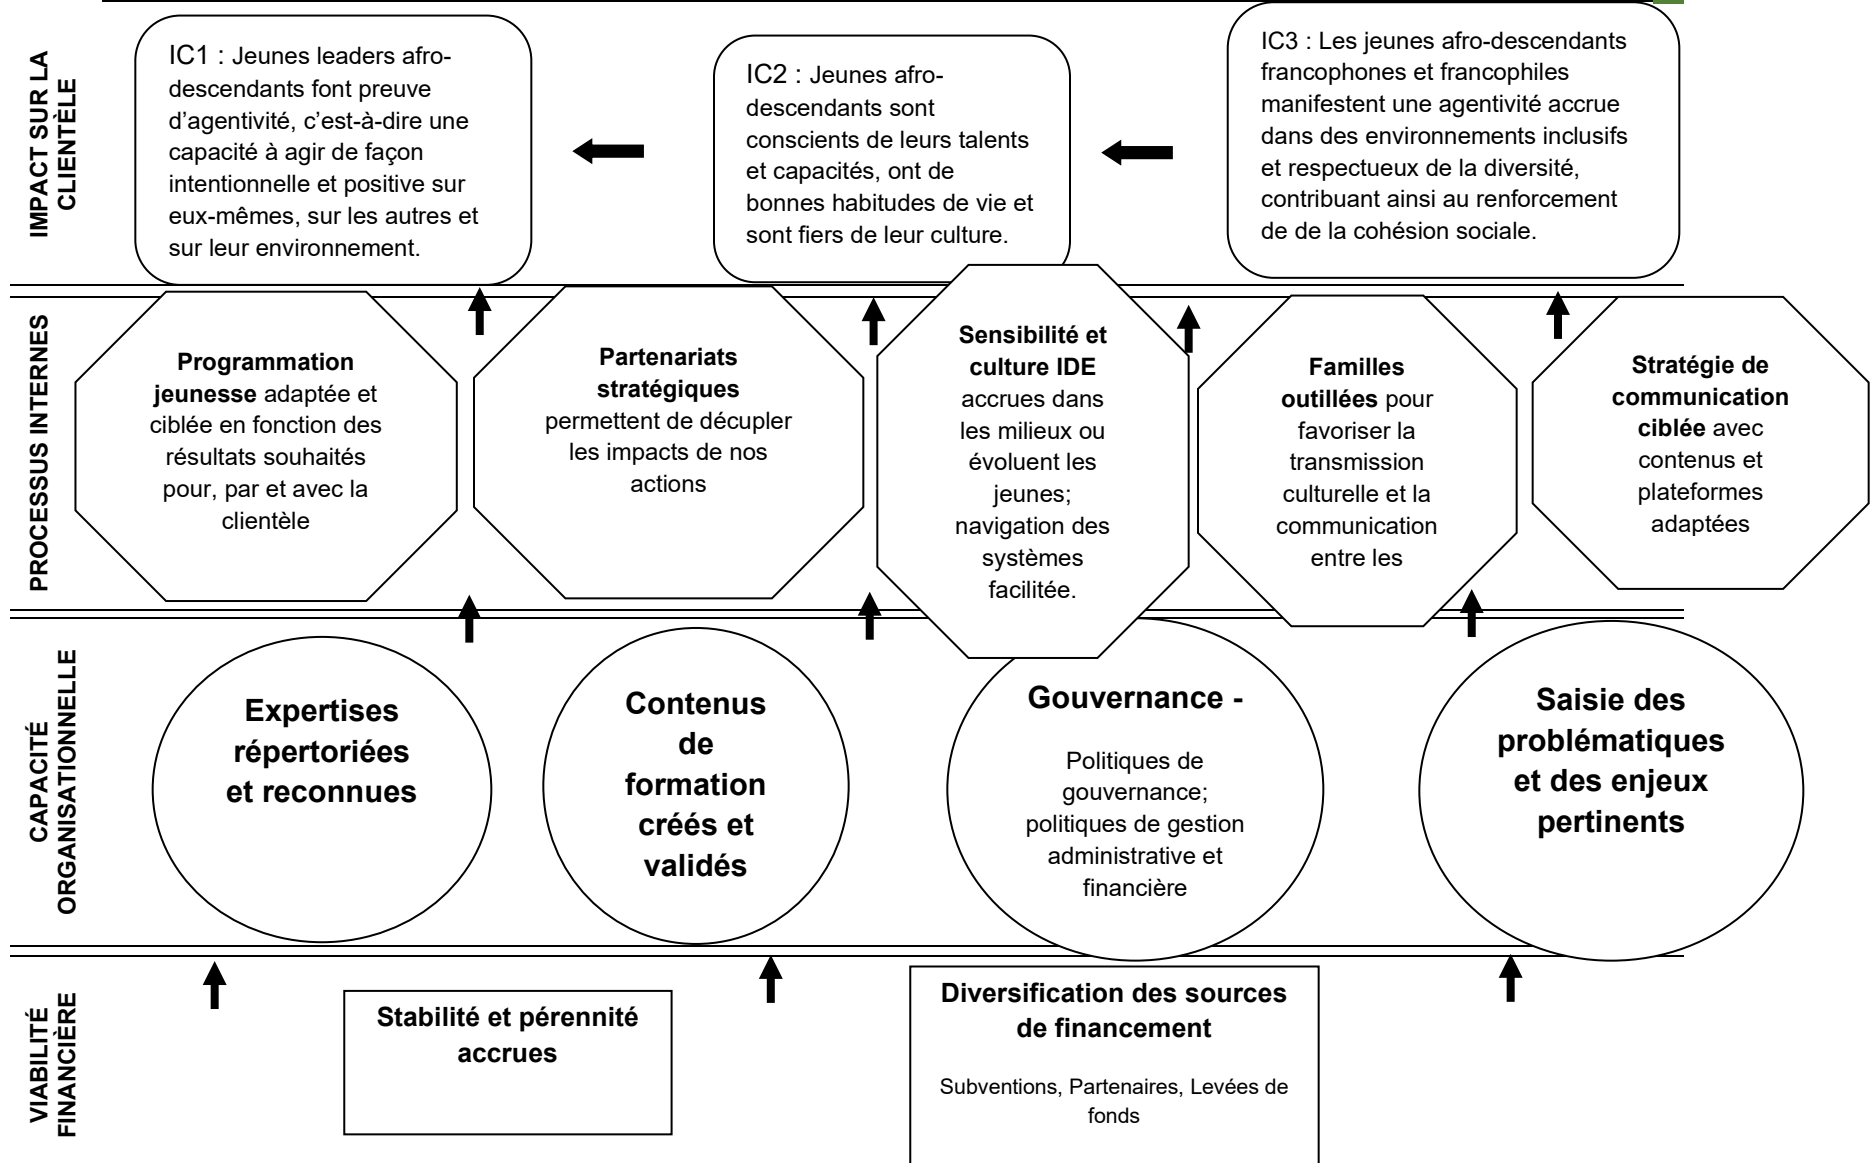 IMPACT SUR LA
CLIENTÈLE
IC1 : Jeunes leaders afro-
descendants font preuve
d’agentivité, c’est-à-dire une
capacité à agir de façon
intentionnelle et positive sur
eux-mêmes, sur les autres et
sur leur environnement.
IC2 : Jeunes afro-
descendants sont
conscients de leurs talents
et capacités, ont de
bonnes habitudes de vie et
sont fiers de leur culture.
IC3 : Les jeunes afro-descendants
francophones et francophiles
manifestent une agentivité accrue
dans des environnements inclusifs
et respectueux de la diversité,
contribuant ainsi au renforcement
de de la cohésion sociale.
PROCESSUS INTERNES
Programmation
jeunesse adaptée et
ciblée en fonction des
résultats souhaités
pour, par et avec la
clientèle
Partenariats
stratégiques
permettent de décupler
les impacts de nos
actions
Sensibilité et
culture IDE
accrues dans
les milieux ou
évoluent les
jeunes;
navigation des
systèmes
facilitée.
Familles
outillées pour
favoriser la
transmission
culturelle et la
communication
entre les
Stratégie de
communication
ciblée avec
contenus et
plateformes
adaptées
CAPACITÉ
ORGANISATIONNELLE
Expertises
répertoriées
et reconnues
Contenus
de
formation
créés et
validés
Gouvernance -
Politiques de
gouvernance;
politiques de gestion
administrative et
financière
Saisie des
problématiques
et des enjeux
pertinents
VIABILITÉ
FINANCIÈRE
Stabilité et pérennité
accrues
Diversification des sources
de financement
Subventions, Partenaires, Levées de
fonds